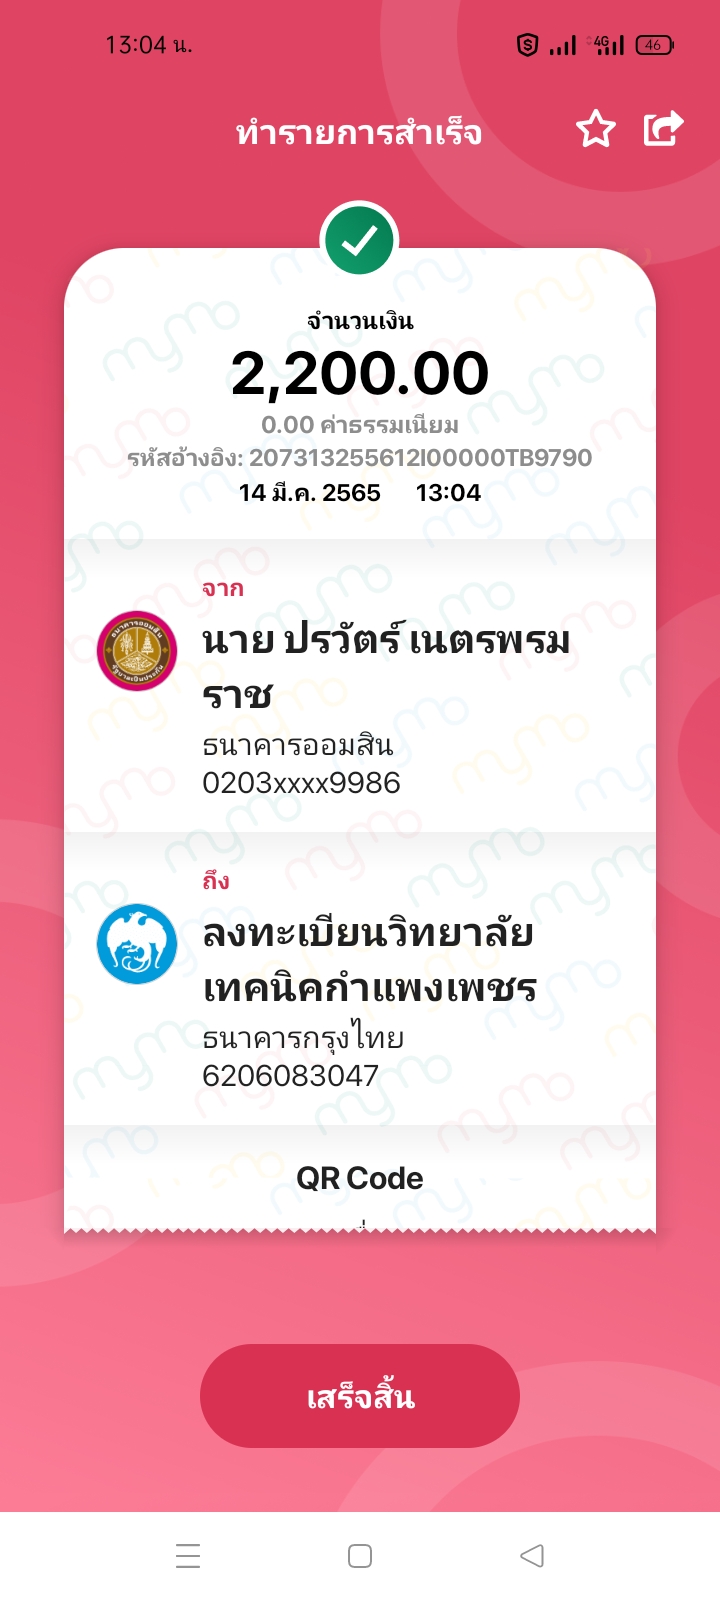 13:04 น.
4G
46
ทำรายการสำเร็จ
จำนวนเงิน
2,200.00
0.00 ค่าธรรมเนียม
รหัสอ้างอิง: 207313255612I00000TB9790
14 มี.ค. 2565 13:04
จาก
นาย ปรวัตร์ เนตรพรม
ราช
ธนาคารออมสิน
0203xxxx9986
ถึง
ลงทะเบียนวิทยาลัย
เทคนิคกำแพงเพชร
ธนาคารกรุงไทย
6206083047
QR Code
เสร็จสิ้น